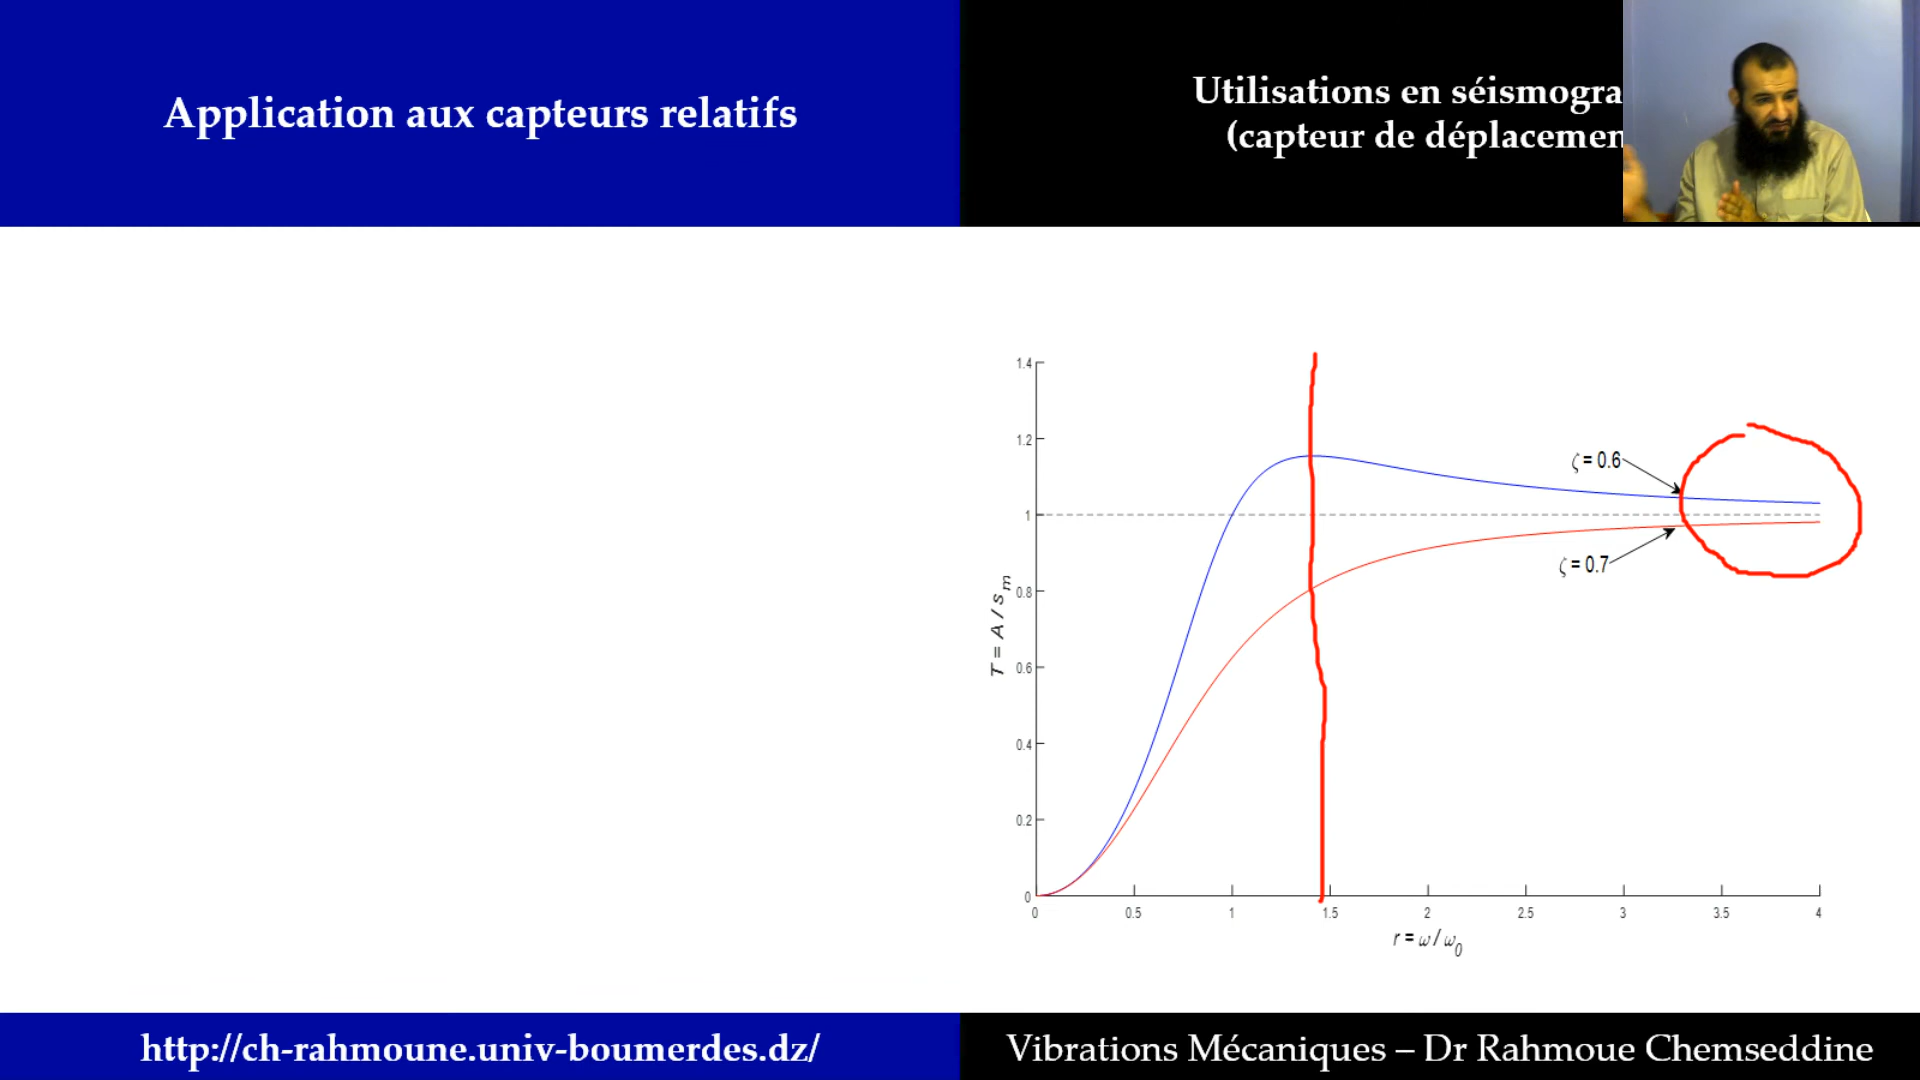 Application aux capteurs relatifs
Utilisations en séismogra
(capteur de déplacemen
1.4
1.2
1
0.8
0.6
0.4
0.2
0
T = A / s_m
ζ = 0.6
ζ = 0.7
0 0.5 1 1.5 2 2.5 3 3.5 4
r = ω / ω_0
http://ch-rahmoune.univ-boumerdes.dz/
Vibrations Mécaniques – Dr Rahmoue Chemseddine